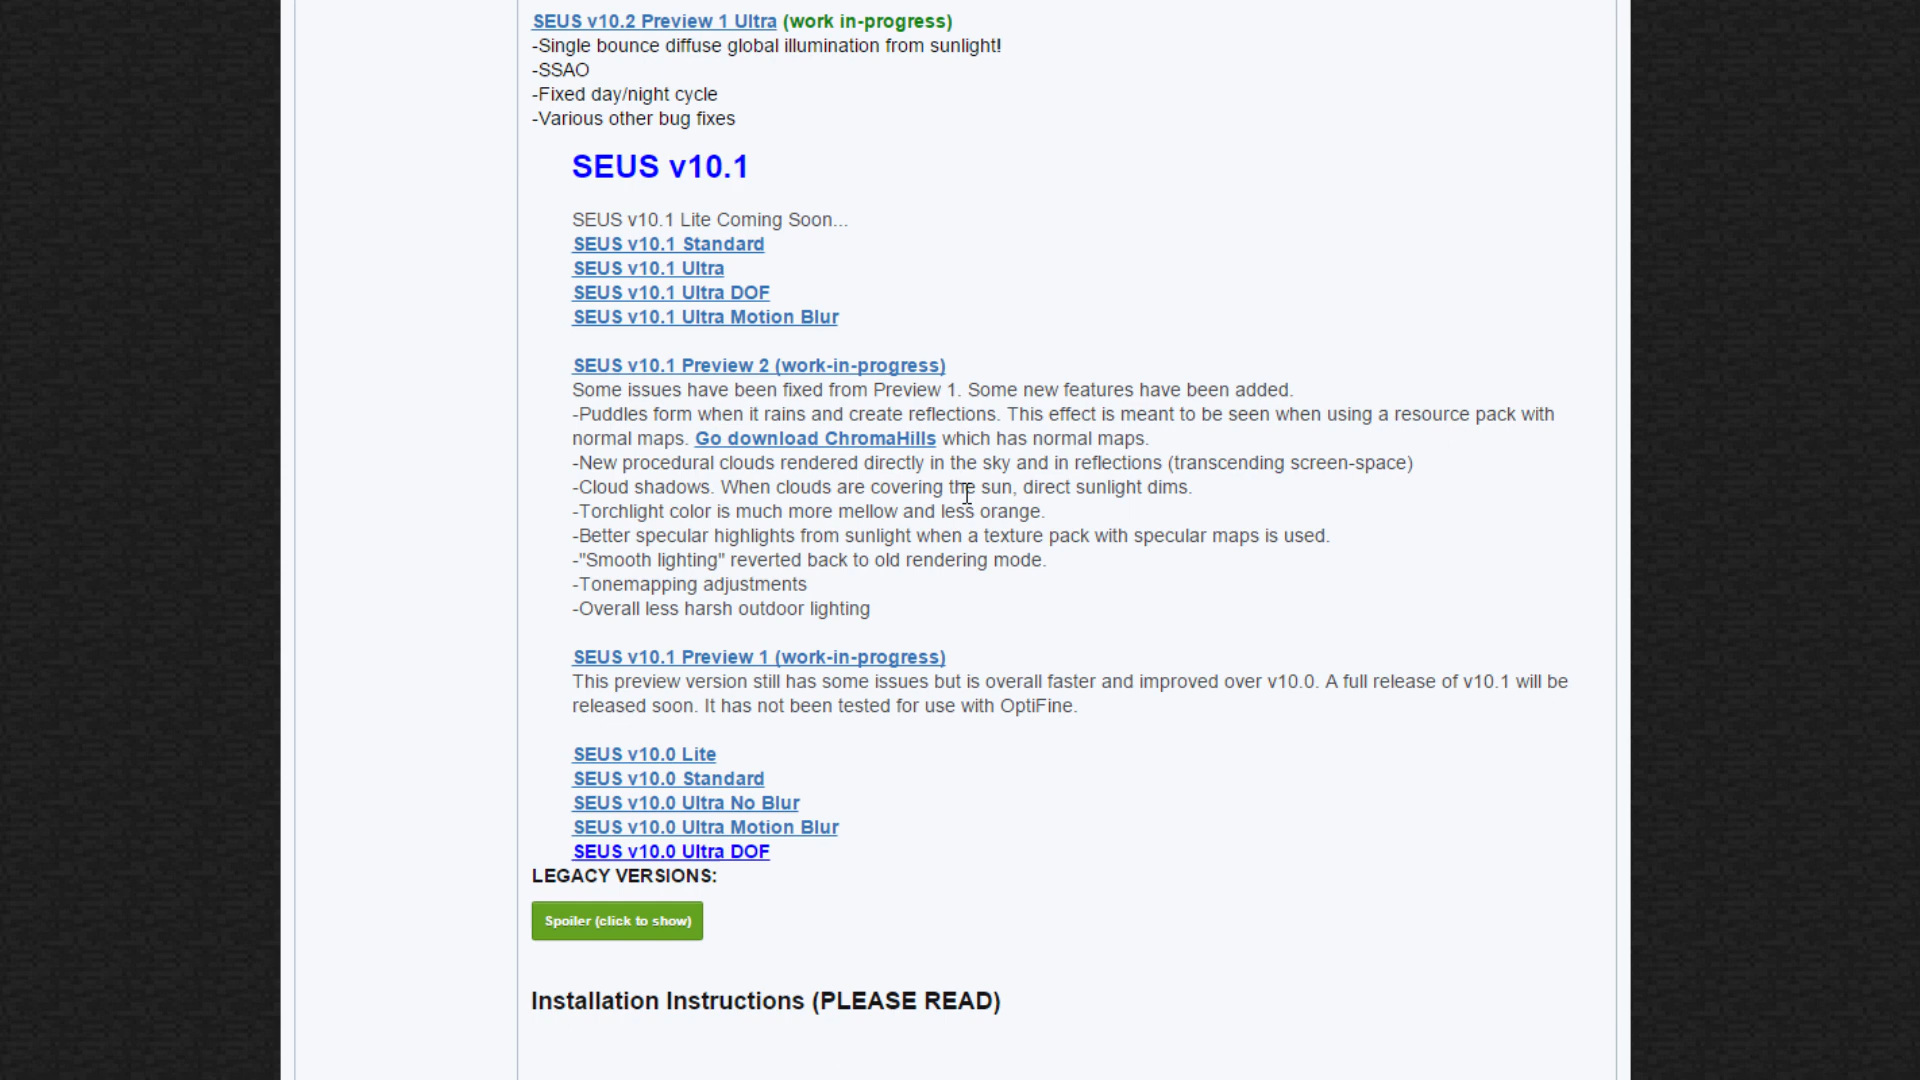 SEUS v10.2 Preview 1 Ultra (work in-progress)
-Single bounce diffuse global illumination from sunlight!
-SSAO
-Fixed day/night cycle
-Various other bug fixes
SEUS v10.1
SEUS v10.1 Lite Coming Soon...
SEUS v10.1 Standard
SEUS v10.1 Ultra
SEUS v10.1 Ultra DOF
SEUS v10.1 Ultra Motion Blur
SEUS v10.1 Preview 2 (work-in-progress)
Some issues have been fixed from Preview 1. Some new features have been added.
-Puddles form when it rains and create reflections. This effect is meant to be seen when using a resource pack with
normal maps. Go download ChromaHills which has normal maps.
-New procedural clouds rendered directly in the sky and in reflections (transcending screen-space)
-Cloud shadows. When clouds are covering the sun, direct sunlight dims.
-Torchlight color is much more mellow and less orange.
-Better specular highlights from sunlight when a texture pack with specular maps is used.
-"Smooth lighting" reverted back to old rendering mode.
-Tonemapping adjustments
-Overall less harsh outdoor lighting
SEUS v10.1 Preview 1 (work-in-progress)
This preview version still has some issues but is overall faster and improved over v10.0. A full release of v10.1 will be
released soon. It has not been tested for use with OptiFine.
SEUS v10.0 Lite
SEUS v10.0 Standard
SEUS v10.0 Ultra No Blur
SEUS v10.0 Ultra Motion Blur
SEUS v10.0 Ultra DOF
LEGACY VERSIONS:
Spoiler (click to show)
Installation Instructions (PLEASE READ)